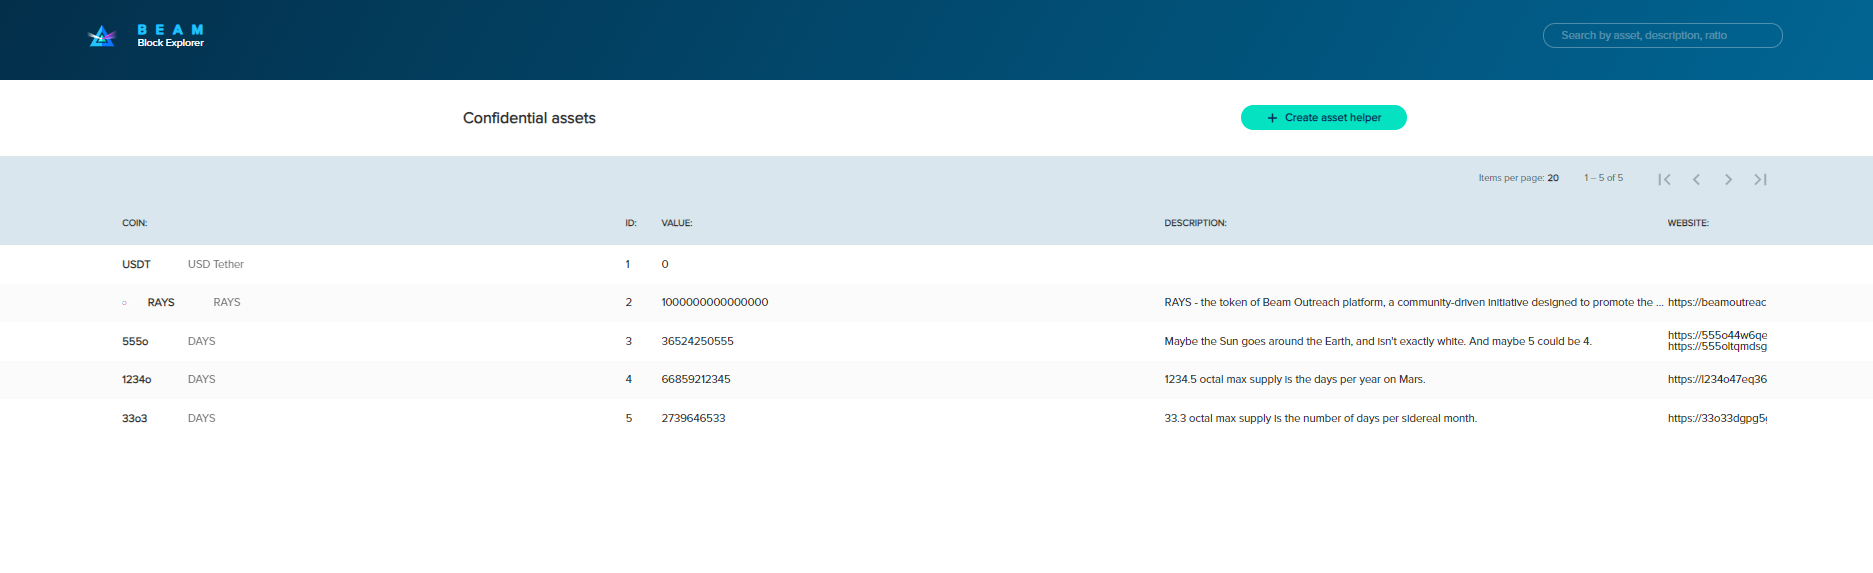 BEAM
Block Explorer
Search by asset, description, ratio
Confidential assets
+ Create asset helper
Items per page: 20 1 – 5 of 5
COIN: ID: VALUE: DESCRIPTION: WEBSITE:
USDT USD Tether 1 0
RAYS RAYS 2 1000000000000000 RAYS - the token of Beam Outreach platform, a community-driven initiative designed to promote the ... https://beamoutreac
555o DAYS 3 36524250555 Maybe the Sun goes around the Earth, and isn't exactly white. And maybe 5 could be 4. https://555o44w6qe
https://555oltqmdsg
1234o DAYS 4 66859212345 1234.5 octal max supply is the days per year on Mars. https://l234o47eq36
33o3 DAYS 5 2739646533 33.3 octal max supply is the number of days per sidereal month. https://33o33dgpg5